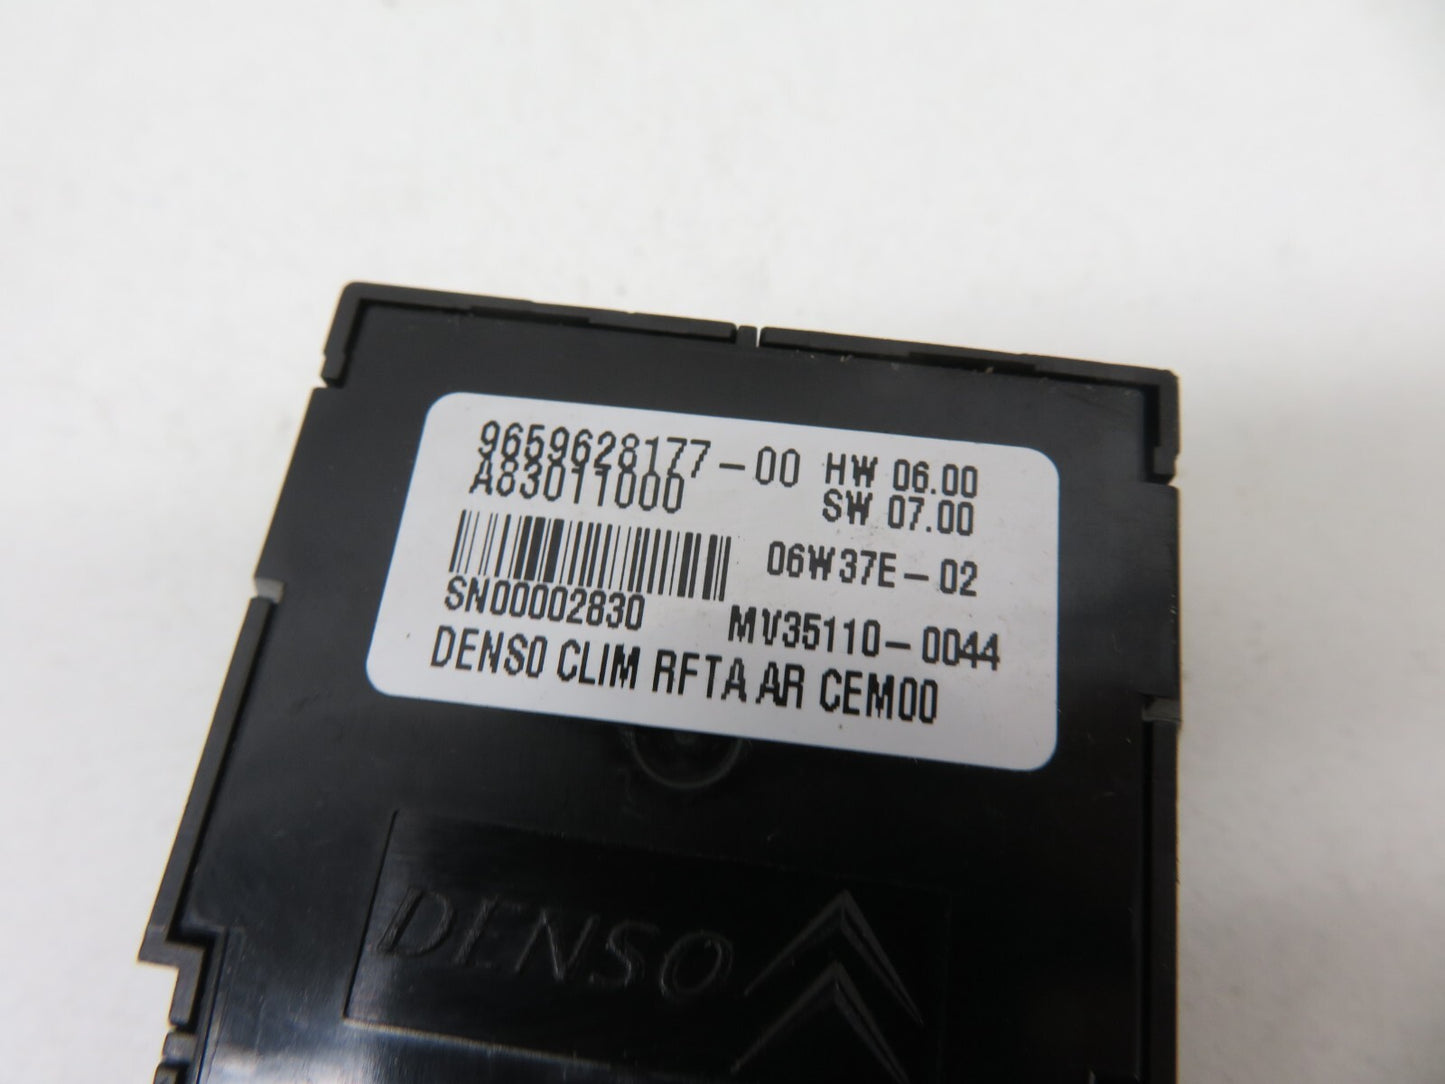 9659628177-00 HW 06.00
A83011000 SW 07.00
06W37E-02
SN00002830 MV35110-0044
DENSO CLIM RFTA AR CEM00
DENSO